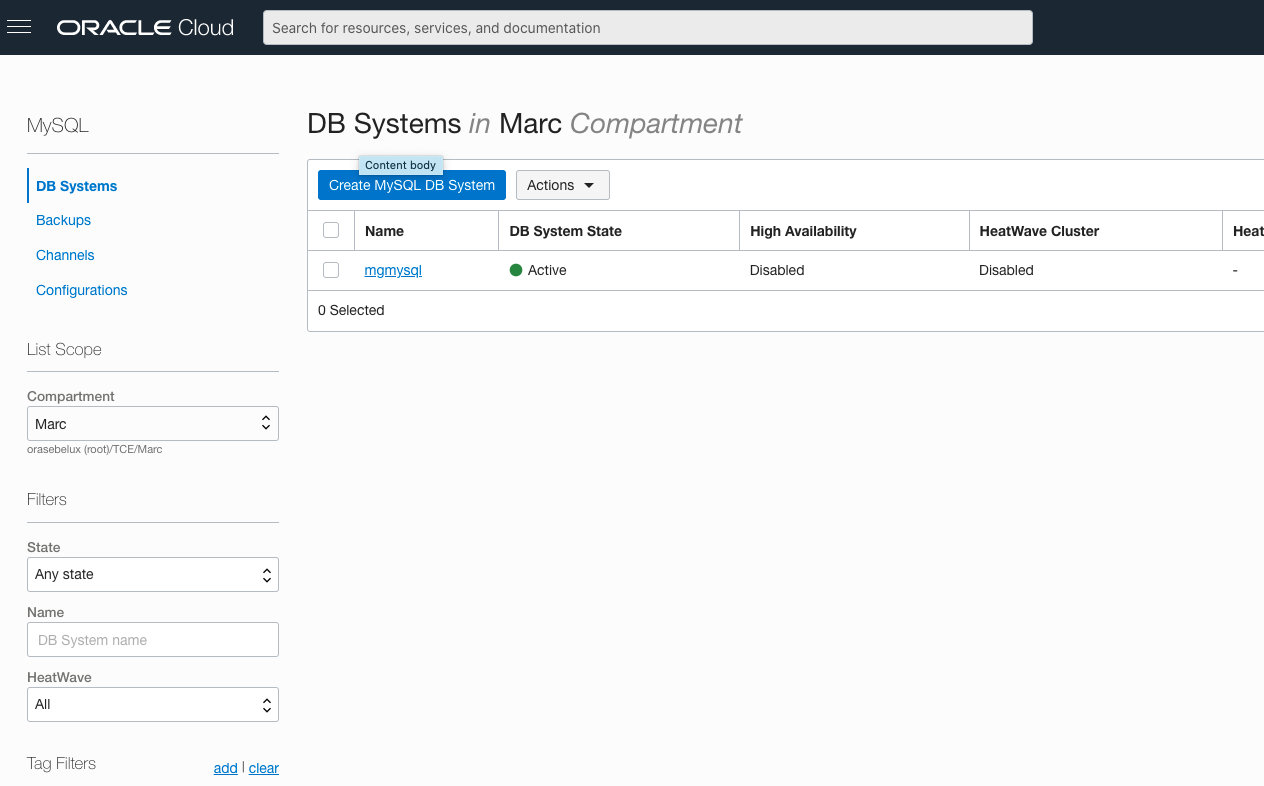 ORACLE Cloud
Search for resources, services, and documentation
MySQL
DB Systems
Backups
Channels
Configurations
List Scope
Compartment
Marc
orasebelux (root)/TCE/Marc
Filters
State
Any state
Name
DB System name
HeatWave
All
Tag Filters add | clear
DB Systems in Marc Compartment
Content body
Create MySQL DB System Actions
Name DB System State High Availability HeatWave Cluster Heat
mgmysql Active Disabled Disabled -
0 Selected